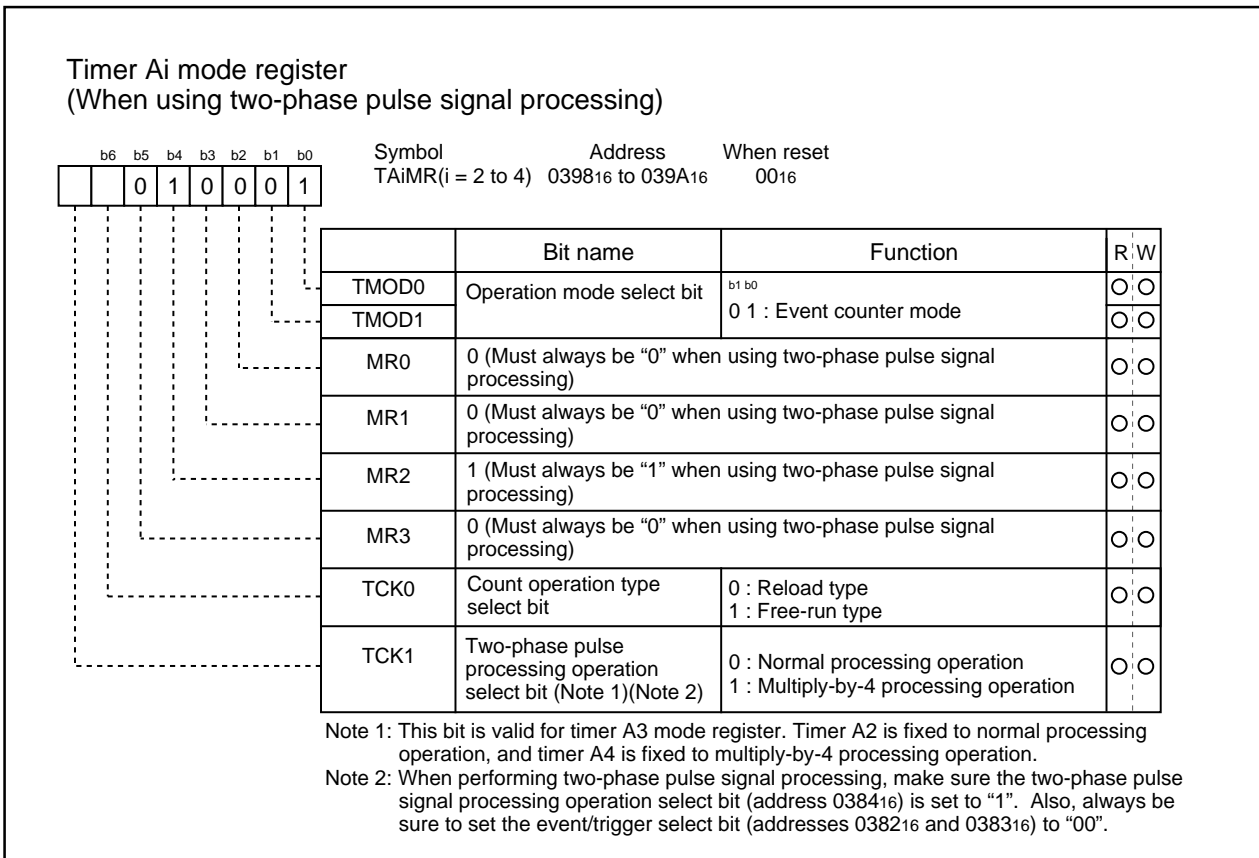 Timer Ai mode register
(When using two-phase pulse signal processing)
Symbol Address When reset
TAiMR(i = 2 to 4) 039816 to 039A16 0016
b6 b5 b4 b3 b2 b1 b0
0 1 0 0 0 1
Bit name Function R W
TMOD0 Operation mode select bit b1 b0
TMOD1 0 1 : Event counter mode
MR0 0 (Must always be “0” when using two-phase pulse signal
processing)
MR1 0 (Must always be “0” when using two-phase pulse signal
processing)
MR2 1 (Must always be “1” when using two-phase pulse signal
processing)
MR3 0 (Must always be “0” when using two-phase pulse signal
processing)
TCK0 Count operation type
select bit
0 : Reload type
1 : Free-run type
TCK1 Two-phase pulse
processing operation
select bit (Note 1)(Note 2)
0 : Normal processing operation
1 : Multiply-by-4 processing operation
Note 1: This bit is valid for timer A3 mode register. Timer A2 is fixed to normal processing
operation, and timer A4 is fixed to multiply-by-4 processing operation.
Note 2: When performing two-phase pulse signal processing, make sure the two-phase pulse
signal processing operation select bit (address 038416) is set to “1”. Also, always be
sure to set the event/trigger select bit (addresses 038216 and 038316) to “00”.